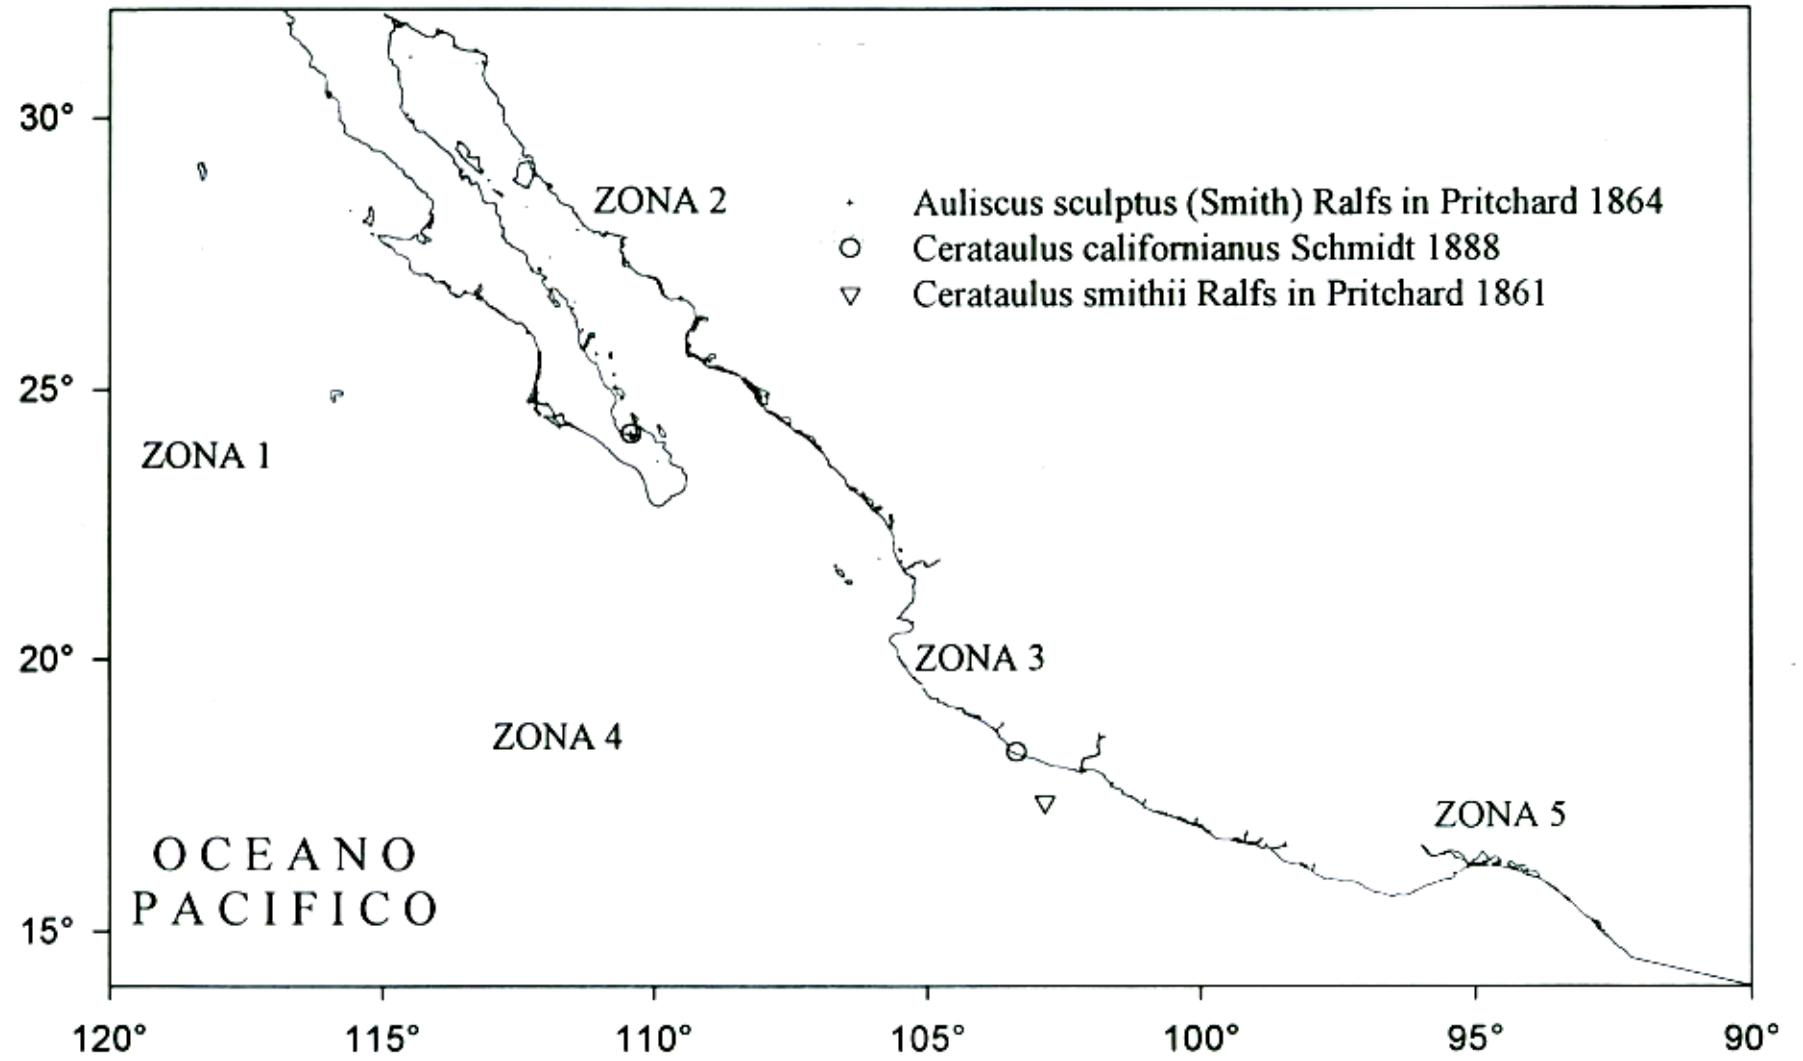 30°
ZONA 2
Auliscus sculptus (Smith) Ralfs in Pritchard 1864
Cerataulus californianus Schmidt 1888
Cerataulus smithii Ralfs in Pritchard 1861
25°
ZONA 1
20°
ZONA 3
ZONA 4
ZONA 5
OCEANO
PACIFICO
15°
120° 115° 110° 105° 100° 95° 90°